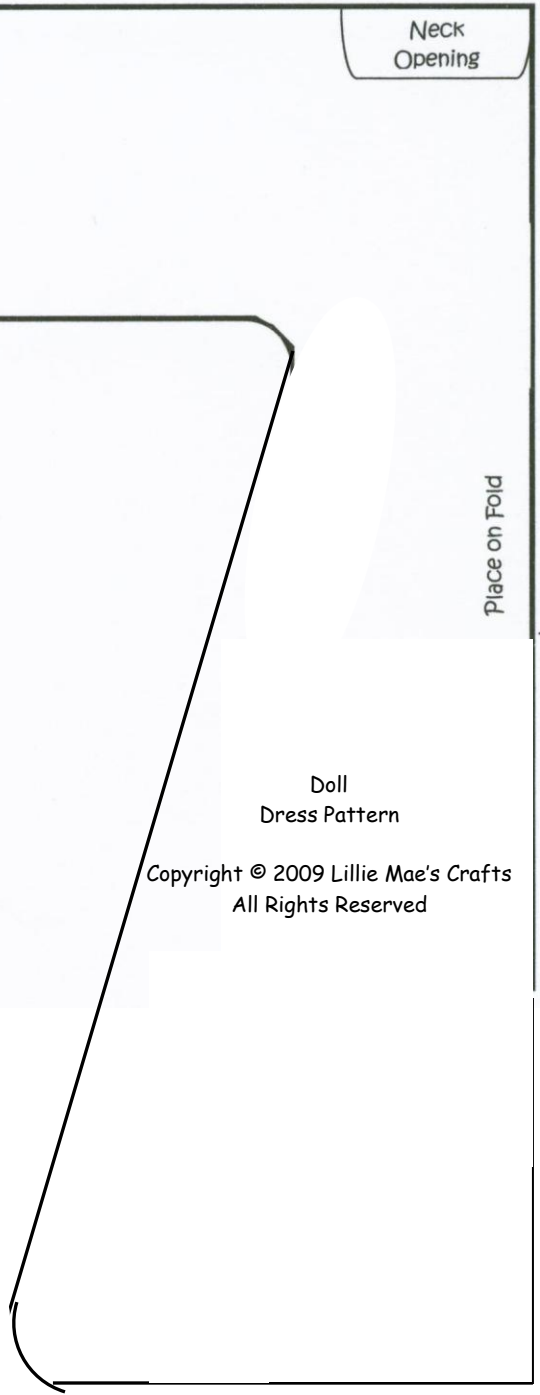 Neck
Opening
Place on Fold
Doll
Dress Pattern
Copyright © 2009 Lillie Mae's Crafts
All Rights Reserved